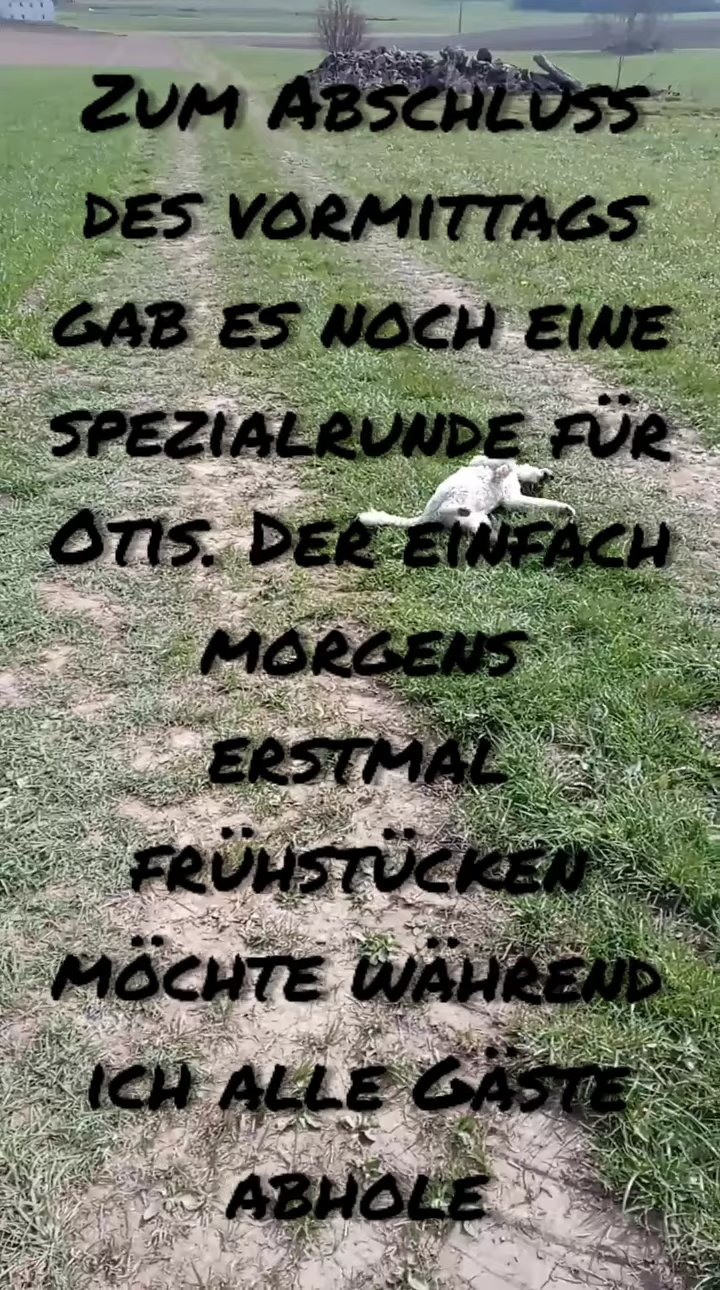 Zum Abschluss
des vormittags
gab es noch eine
spezialrunde für
Otis. Der einfach
morgens
erstmal
frühstücken
möchte während
ich alle Gäste
abhole